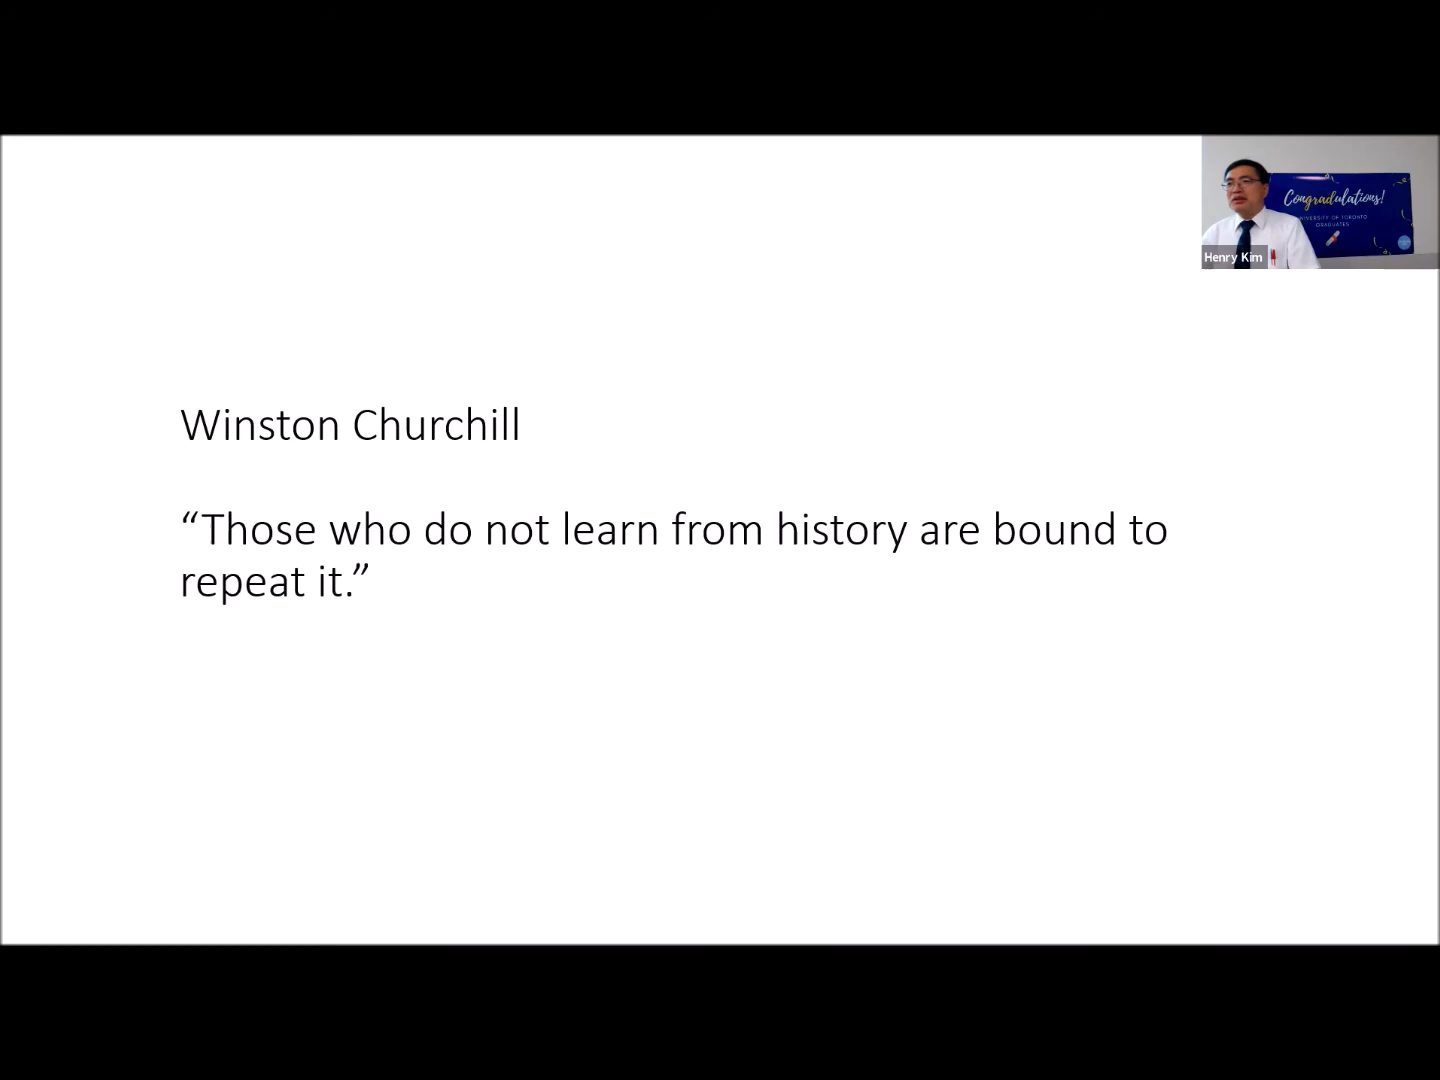 Congradulations!
UNIVERSITY OF TORONTO
GRADUATES
Henry Kim
Winston Churchill
“Those who do not learn from history are bound to
repeat it.”